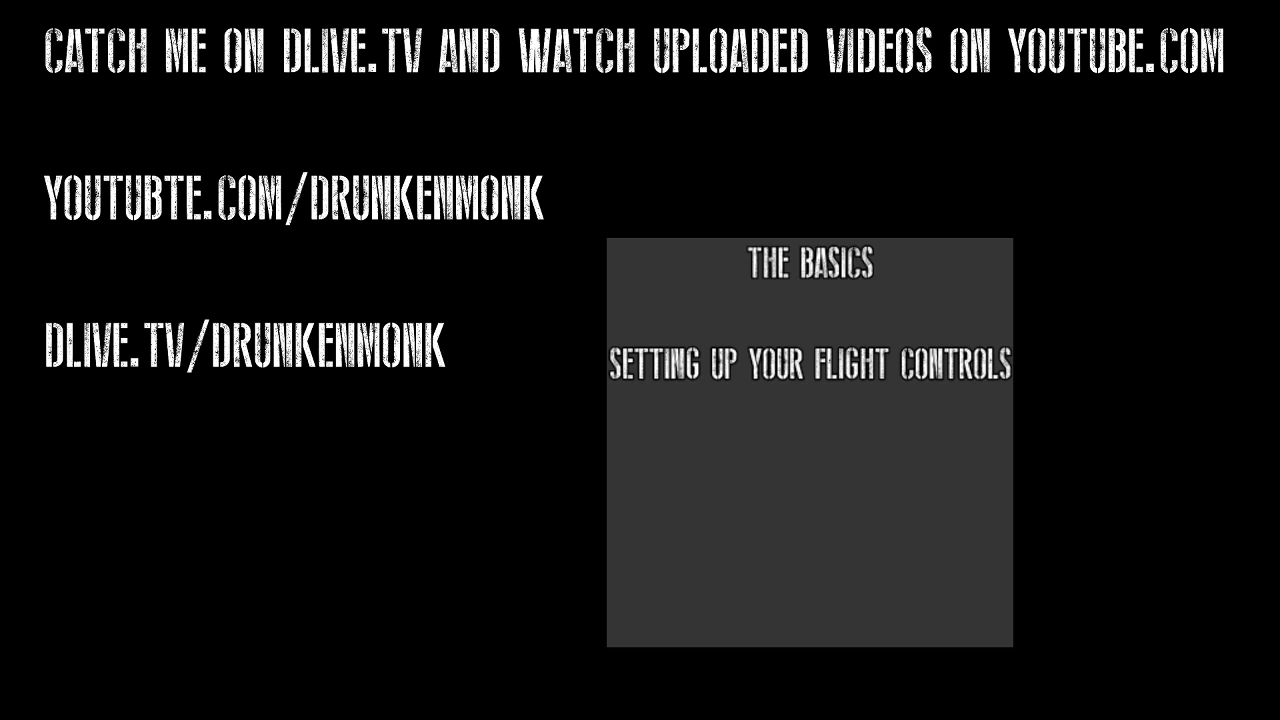 CATCH ME ON DLIVE.TV AND WATCH UPLOADED VIDEOS ON YOUTUBE.COM
YOUTUBTE.COM/DRUNKENMONK
DLIVE.TV/DRUNKENMONK
THE BASICS
SETTING UP YOUR FLIGHT CONTROLS